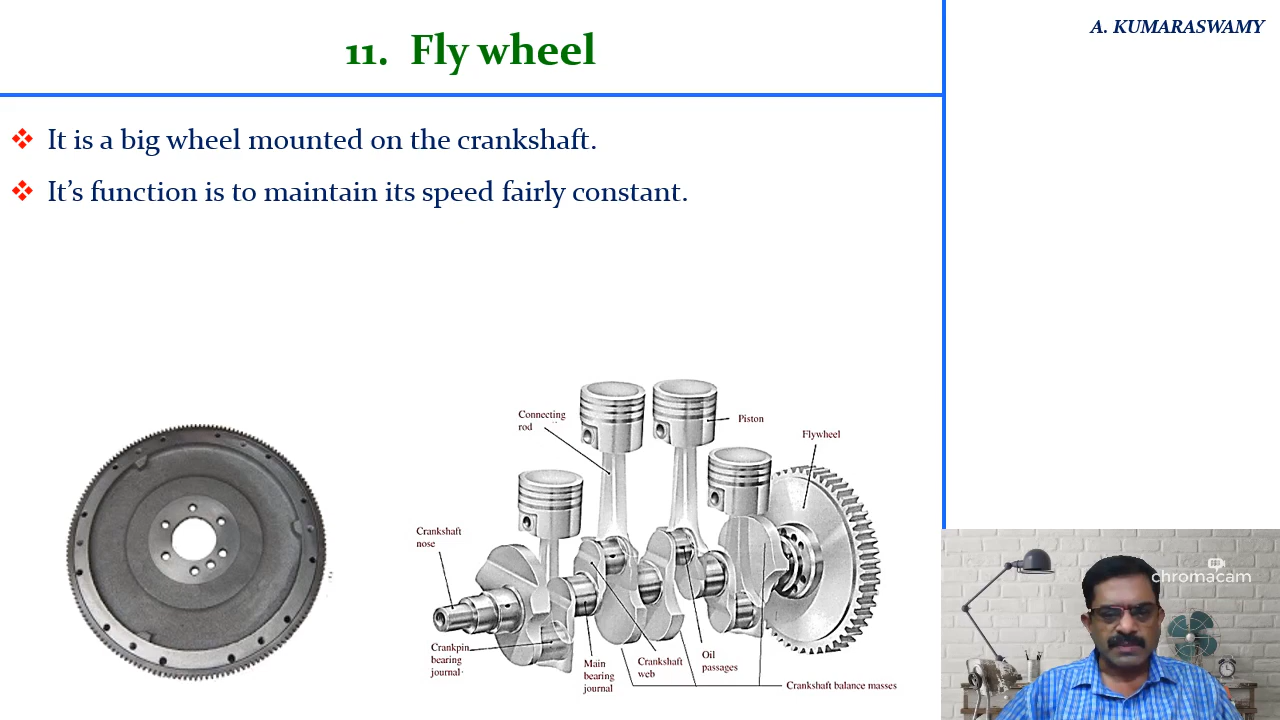 11. Fly wheel
A. KUMARASWAMY
It is a big wheel mounted on the crankshaft.
It's function is to maintain its speed fairly constant.
Connecting
rod
Piston
Flywheel
Crankshaft
nose
Crankpin
bearing
journal
Main
bearing
journal
Crankshaft
web
Oil
passages
Crankshaft balance masses
chromacam